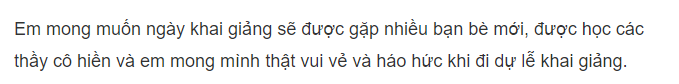 Em mong muốn ngày khai giảng sẽ được gặp nhiều bạn bè mới, được học các
thầy cô hiền và em mong mình thật vui vẻ và háo hức khi đi dự lễ khai giảng.